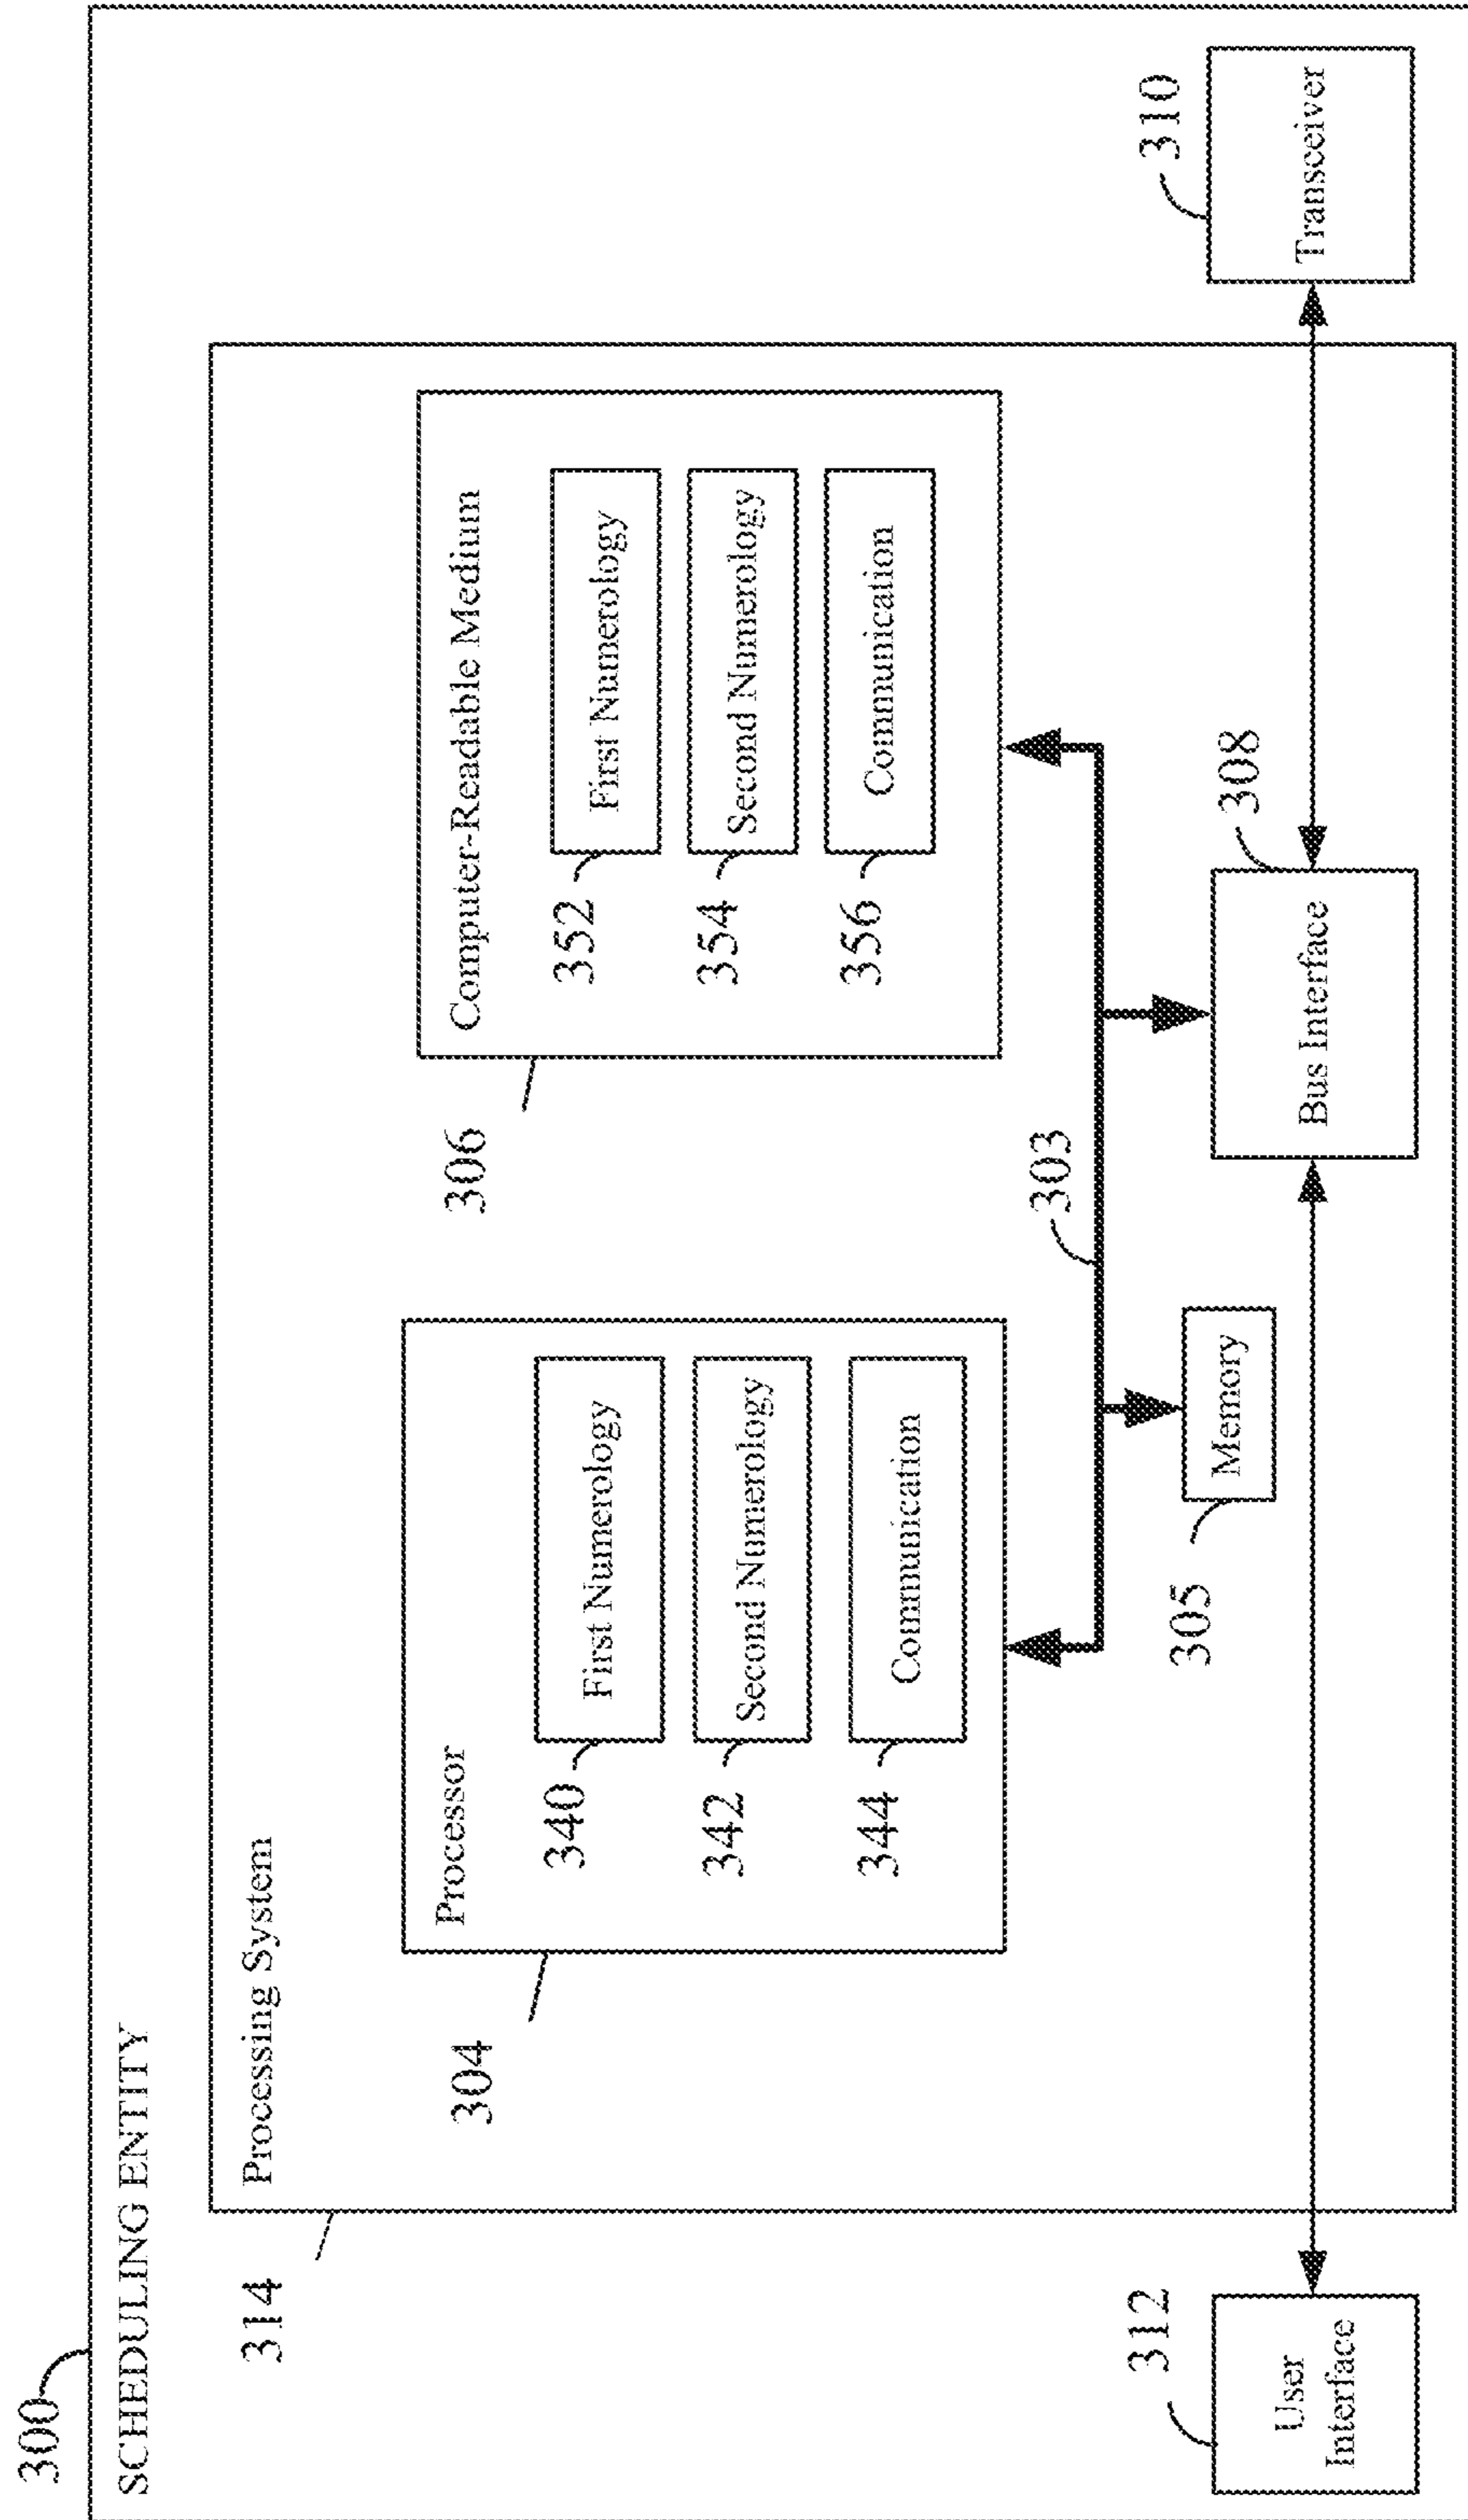 300
SCHEDULING ENTITY
314
Processing System
304
Processor
340
First Numerology
342
Second Numerology
344
Communication
306
Computer-Readable Medium
352
First Numerology
354
Second Numerology
356
Communication
303
305
Memory
308
Bus Interface
312
User
Interface
310
Transceiver